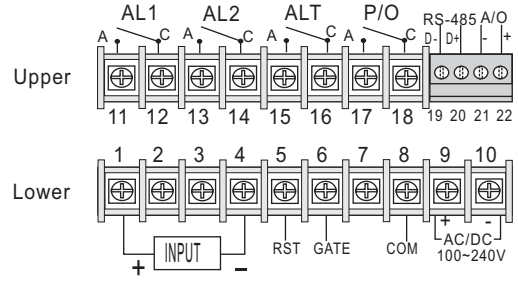 AL1 AL2 ALT P/O RS-485 A/O
A C A C A C A C D- D+ - +
Upper
11 12 13 14 15 16 17 18 19 20 21 22
1 2 3 4 5 6 7 8 9 10
Lower
+ INPUT - RST GATE COM + AC/DC -
100~240V